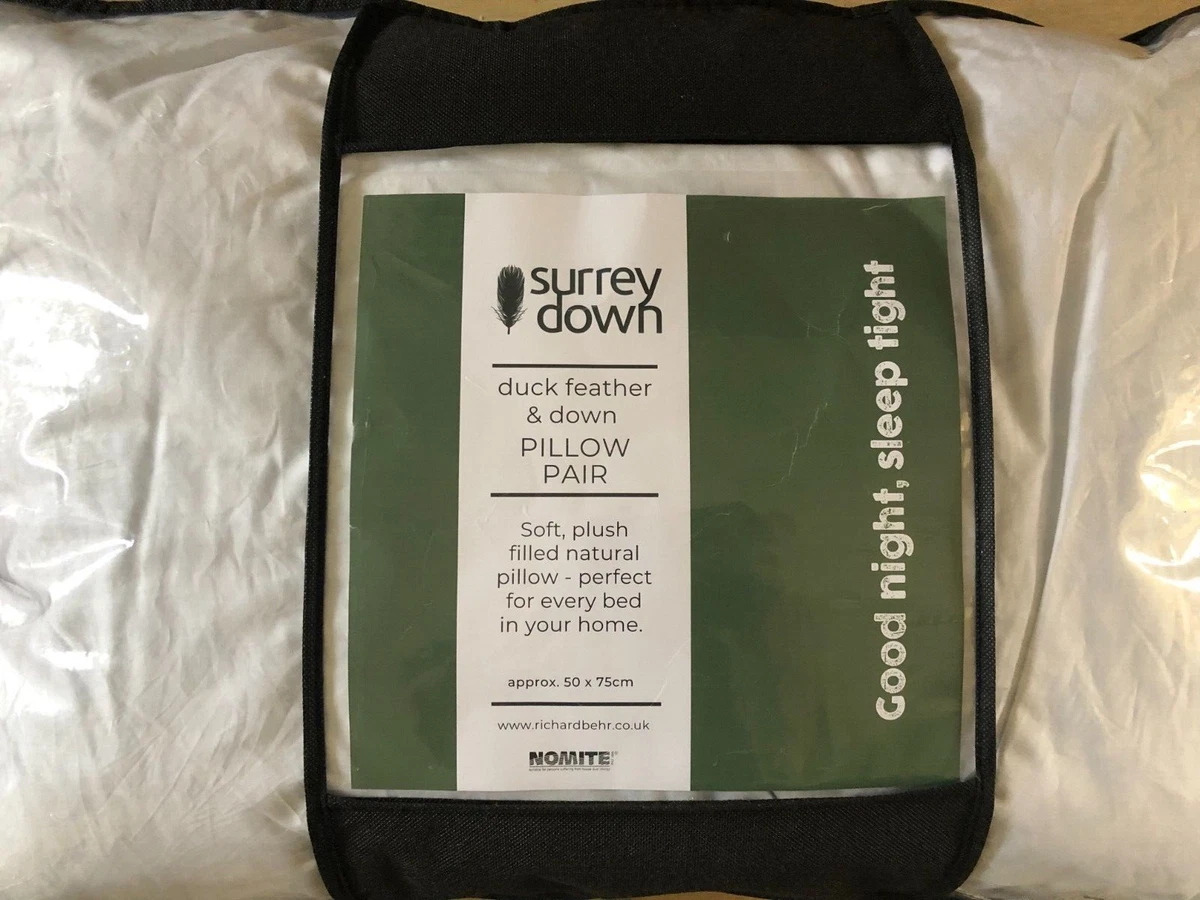 surrey
down
duck feather
& down
PILLOW
PAIR
Soft, plush
filled natural
pillow - perfect
for every bed
in your home.
approx. 50 x 75cm
www.richardbehr.co.uk
NOMITE
Good night, sleep tight